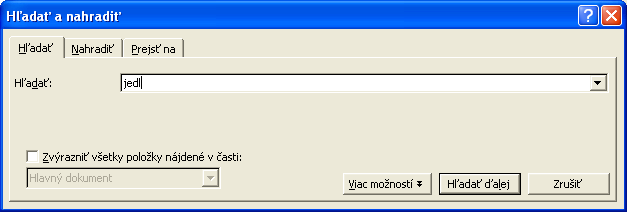 Hľadať a nahradiť
Hľadať Nahradiť Prejsť na
Hľadať: jedl
Zvýrazniť všetky položky nájdené v časti:
Hlavný dokument
Viac možností Hľadať ďalej Zrušiť